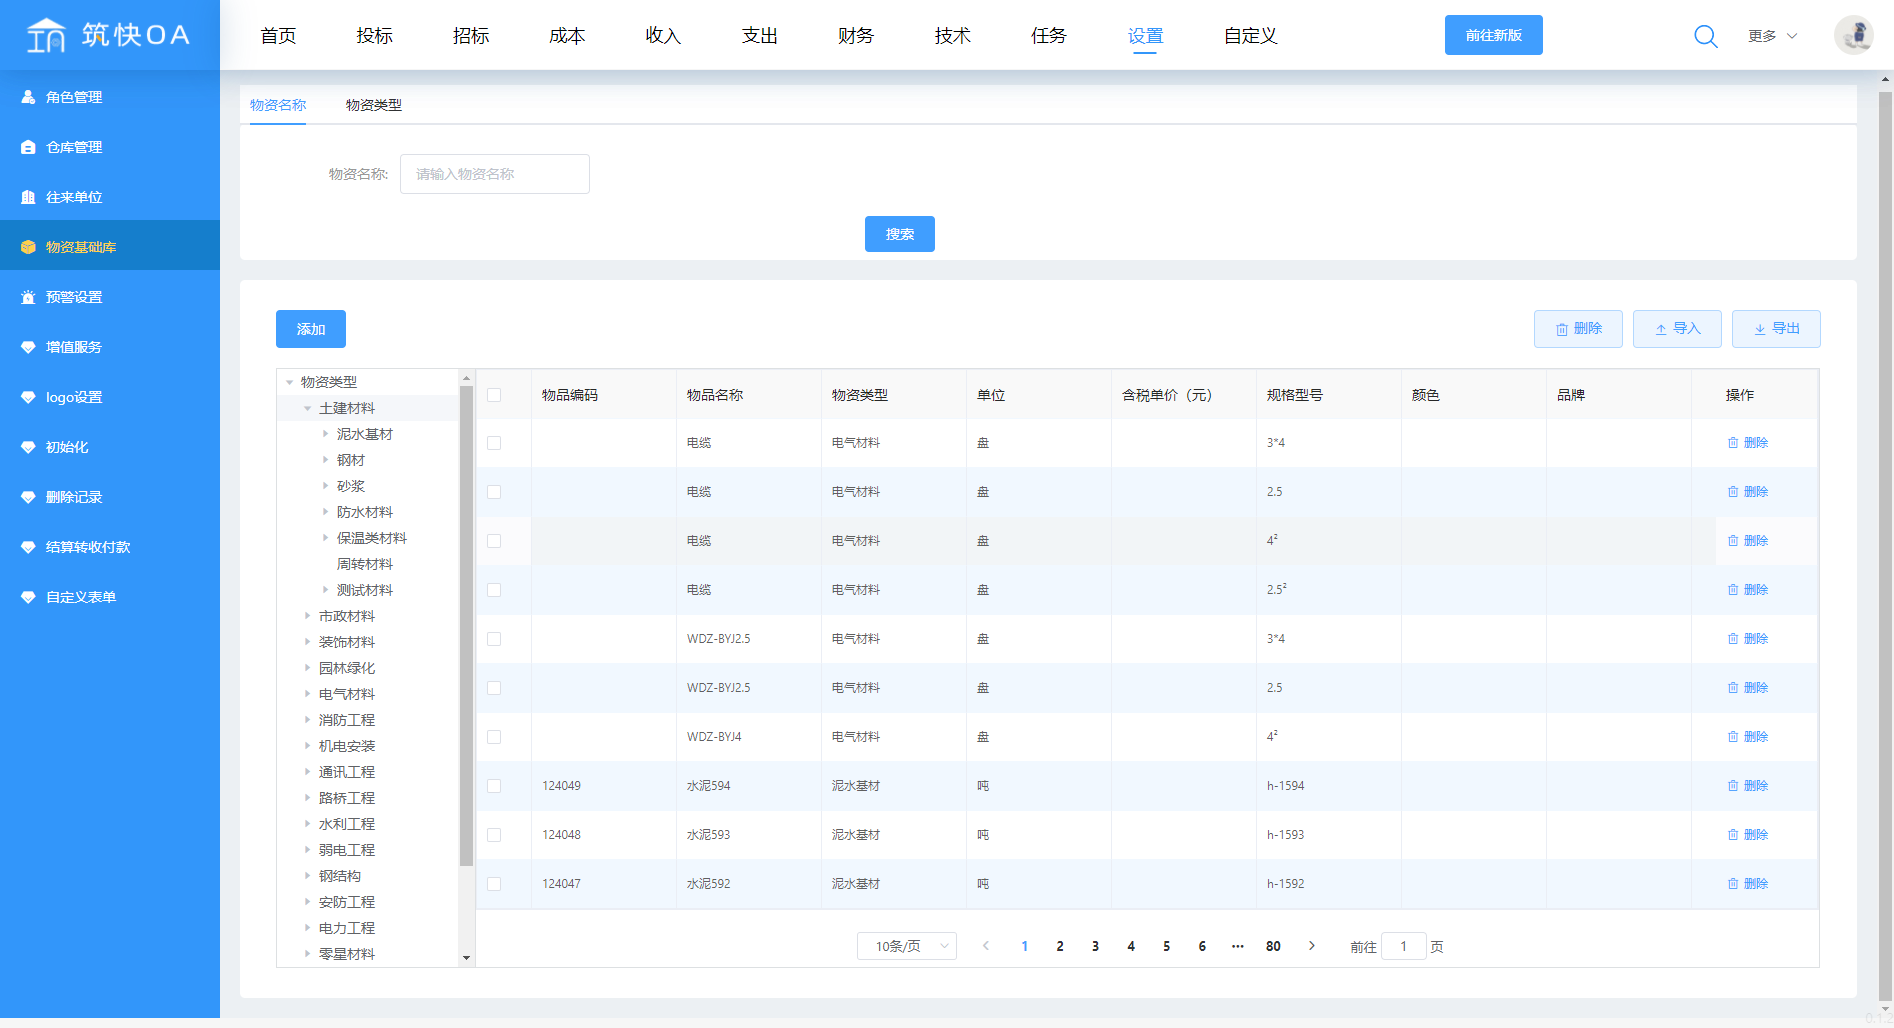 筑快OA
首页 投标 招标 成本 收入 支出 财务 技术 任务 设置 自定义 前往新版 更多
角色管理
仓库管理
往来单位
物资基础库
预警设置
增值服务
logo设置
初始化
删除记录
结算转收付款
自定义表单
物资名称 物资类型
物资名称: 请输入物资名称
搜索
添加 删除 导入 导出
物资类型
土建材料
泥水基材
钢材
砂浆
防水材料
保温类材料
周转材料
测试材料
市政材料
装饰材料
园林绿化
电气材料
消防工程
机电安装
通讯工程
路桥工程
水利工程
弱电工程
钢结构
安防工程
电力工程
零星材料
物品编码 物品名称 物资类型 单位 含税单价（元） 规格型号 颜色 品牌 操作
电缆 电气材料 盘 3*4 删除
电缆 电气材料 盘 2.5 删除
电缆 电气材料 盘 4² 删除
电缆 电气材料 盘 2.5² 删除
WDZ-BYJ2.5 电气材料 盘 3*4 删除
WDZ-BYJ2.5 电气材料 盘 2.5 删除
WDZ-BYJ4 电气材料 盘 4² 删除
124049 水泥594 泥水基材 吨 h-1594 删除
124048 水泥593 泥水基材 吨 h-1593 删除
124047 水泥592 泥水基材 吨 h-1592 删除
10条/页 1 2 3 4 5 6 ··· 80 前往 1 页